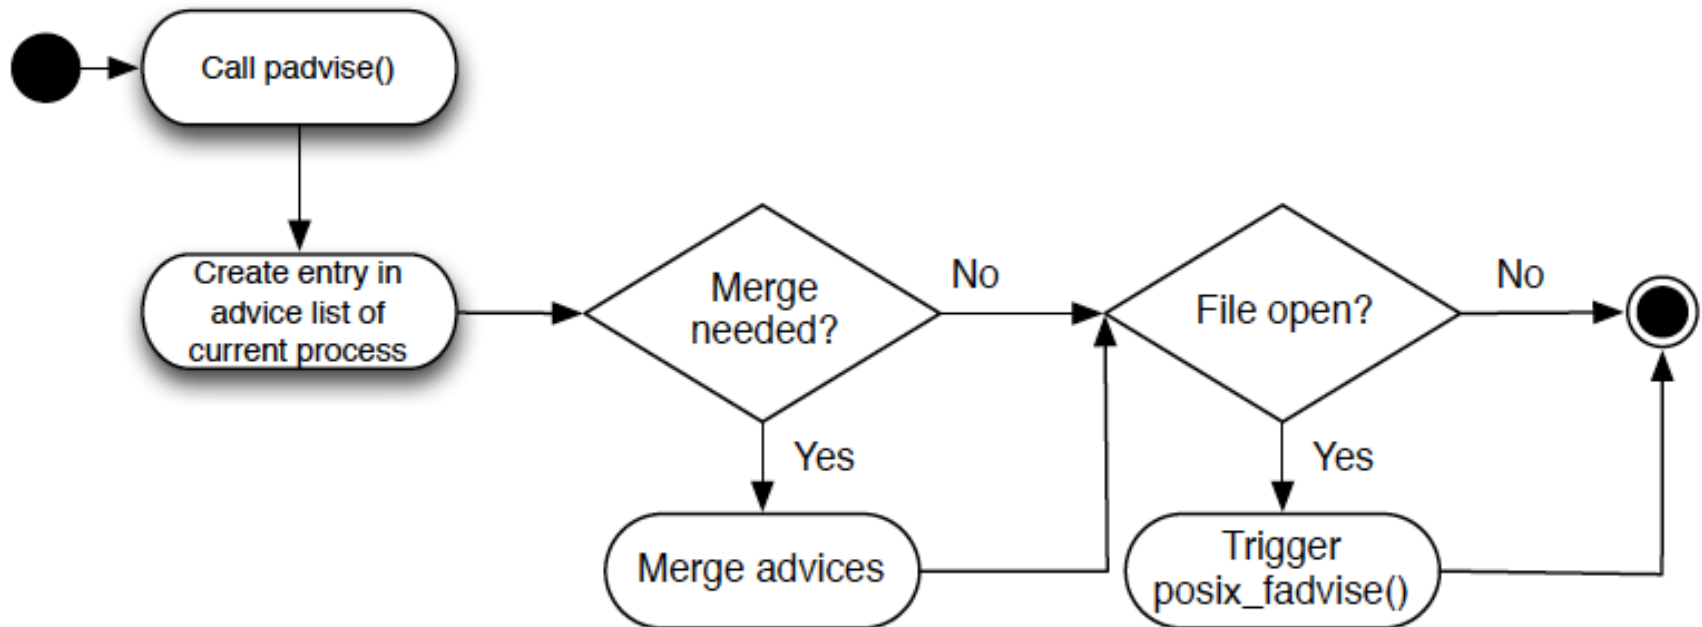 Call padvise()
Create entry in
advice list of
current process
Merge
needed?
No
Yes
Merge advices
File open?
No
Yes
Trigger
posix_fadvise()